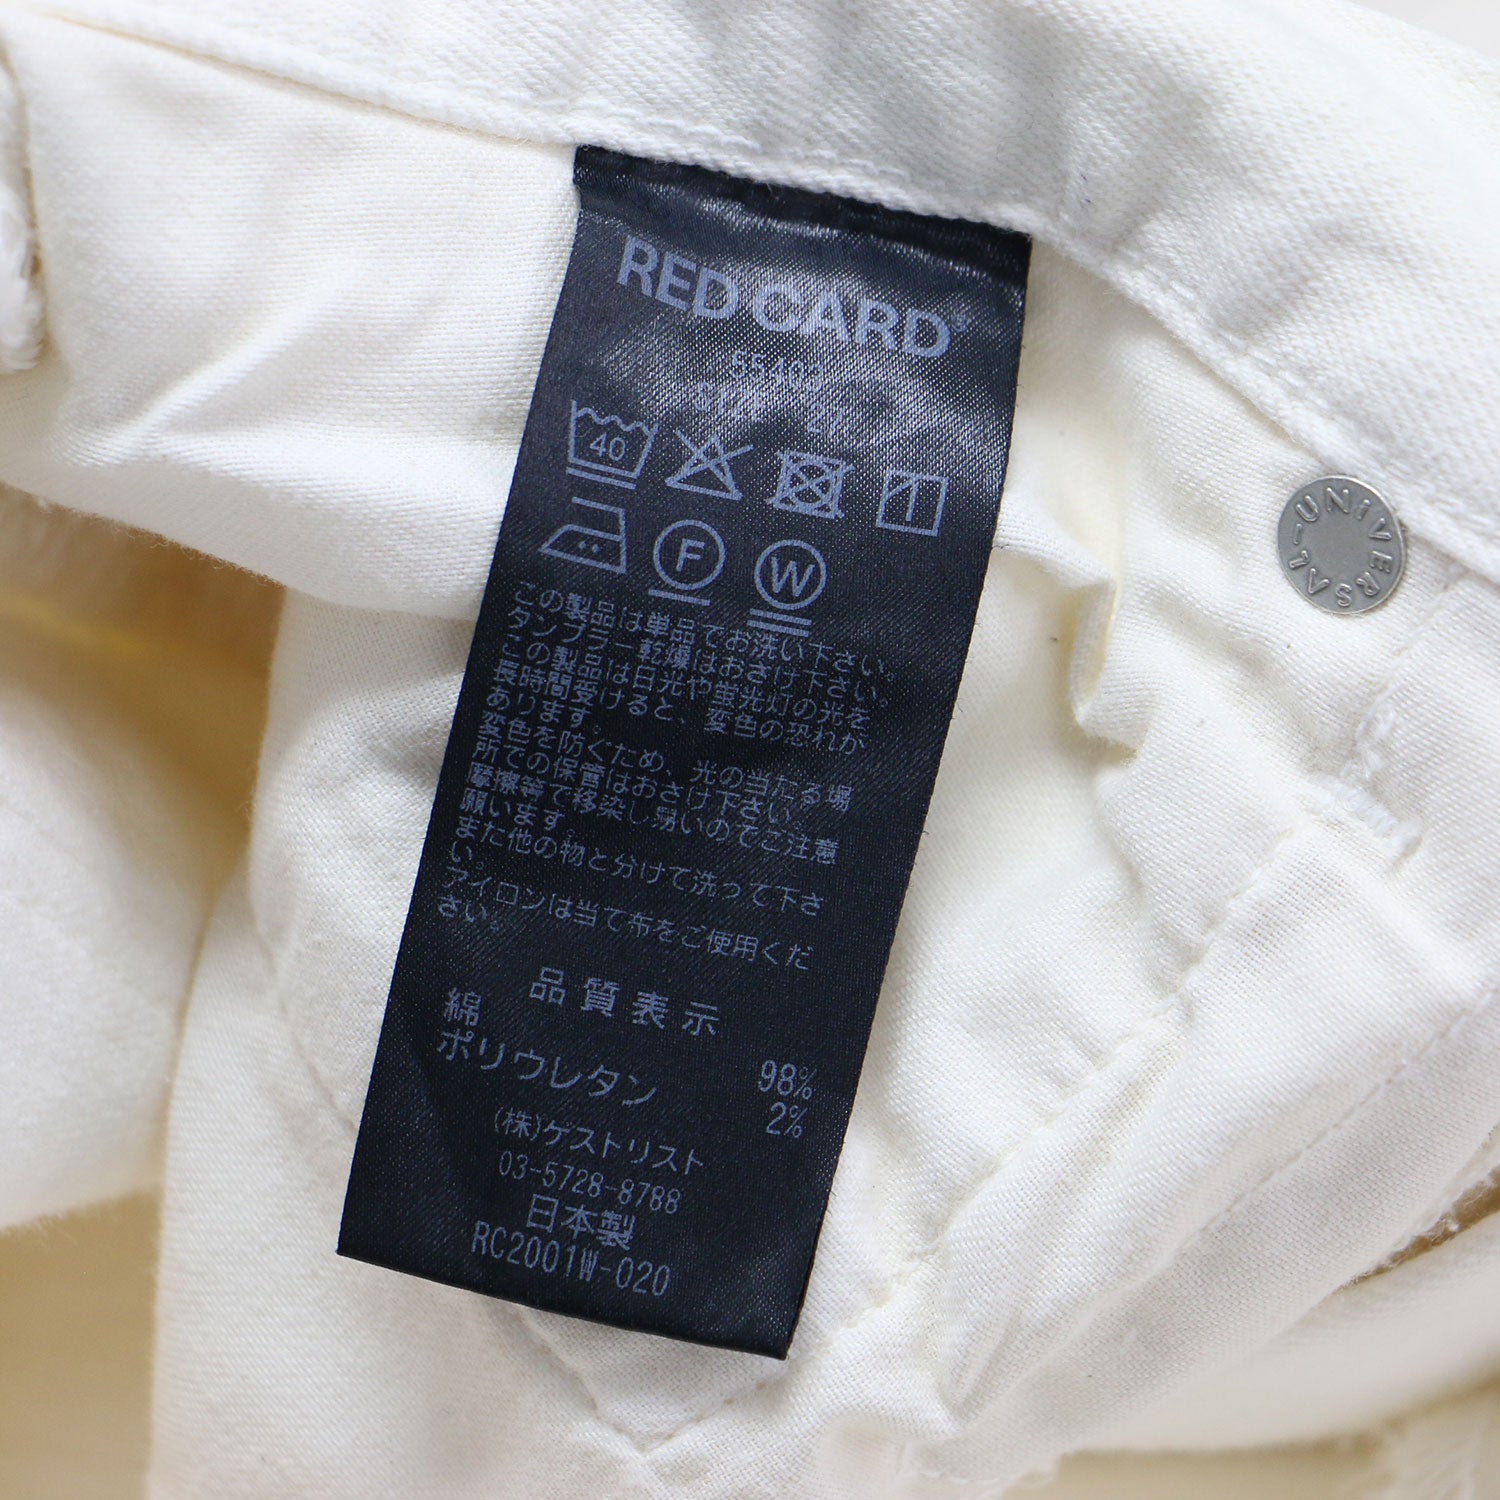 RED CARD®
40
F
W
この製品は単品でお洗い下さい。
タンブラー乾燥はおさけ下さい。
この製品は日光や蛍光灯の光を
長時間受けると、変色の恐れか
あります。
変色を防ぐため、光の当たる場
所での保管はおさけ下さい。
摩擦等で移染し易いのでご注意
願います。
また他の物と分けて洗って下さ
い。
アイロンは当て布をご使用くだ
さい。
品質表示
綿 98%
ポリウレタン 2%
(株)ゲストリスト
03-5728-8788
日本製
RC2001W-020
UNiVERSAL